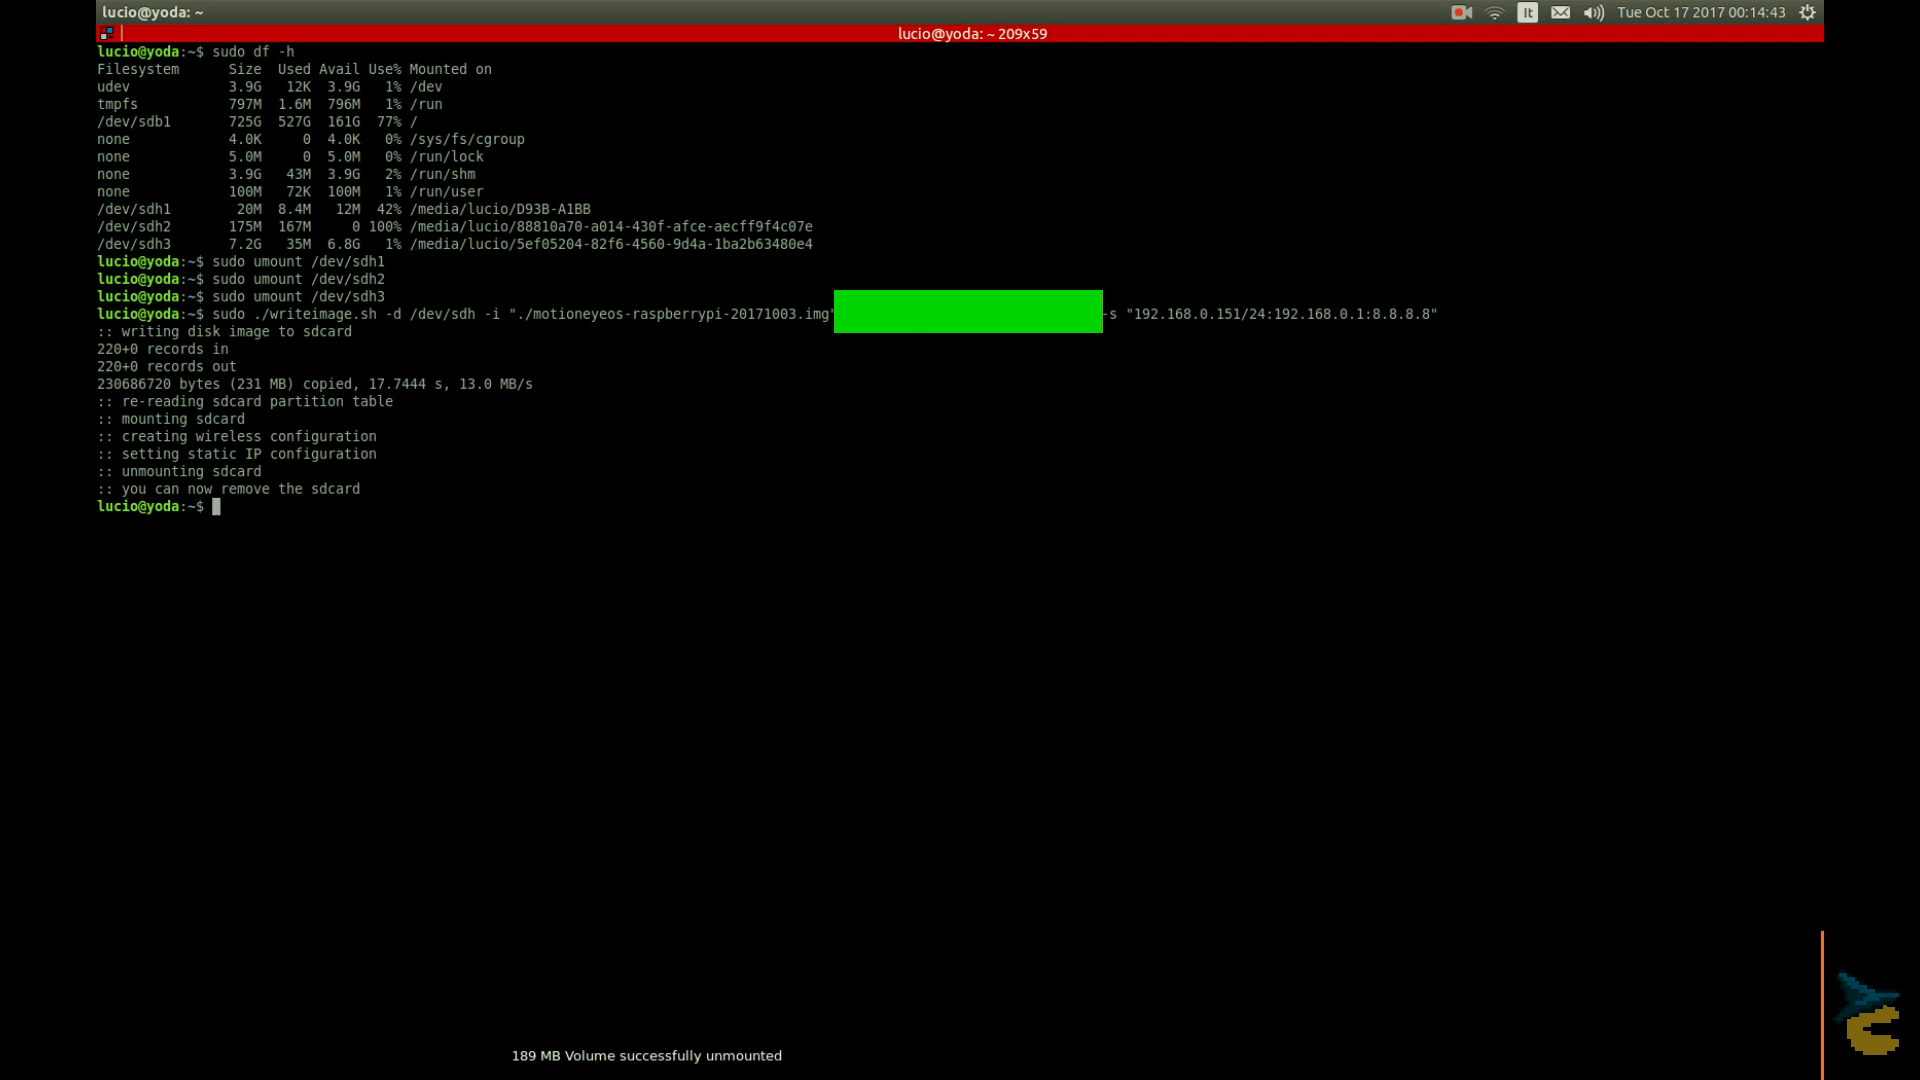 lucio@yoda: ~
It
Tue Oct 17 2017 00:14:43
lucio@yoda: ~ 209x59
lucio@yoda:~$ sudo df -h
Filesystem      Size  Used Avail Use% Mounted on
udev            3.9G   12K  3.9G   1% /dev
tmpfs           797M  1.6M  796M   1% /run
/dev/sdb1       725G  527G  161G  77% /
none            4.0K     0  4.0K   0% /sys/fs/cgroup
none            5.0M     0  5.0M   0% /run/lock
none            3.9G   43M  3.9G   2% /run/shm
none            100M   72K  100M   1% /run/user
/dev/sdh1        20M  8.4M   12M  42% /media/lucio/D93B-A1BB
/dev/sdh2       175M  167M     0 100% /media/lucio/88810a70-a014-430f-afce-aecff9f4c07e
/dev/sdh3       7.2G   35M  6.8G   1% /media/lucio/5ef05204-82f6-4560-9d4a-1ba2b63480e4
lucio@yoda:~$ sudo umount /dev/sdh1
lucio@yoda:~$ sudo umount /dev/sdh2
lucio@yoda:~$ sudo umount /dev/sdh3
lucio@yoda:~$ sudo ./writeimage.sh -d /dev/sdh -i "./motioneyeos-raspberrypi-20171003.img" -s "192.168.0.151/24:192.168.0.1:8.8.8.8"
:: writing disk image to sdcard
220+0 records in
220+0 records out
230686720 bytes (231 MB) copied, 17.7444 s, 13.0 MB/s
:: re-reading sdcard partition table
:: mounting sdcard
:: creating wireless configuration
:: setting static IP configuration
:: unmounting sdcard
:: you can now remove the sdcard
lucio@yoda:~$
189 MB Volume successfully unmounted